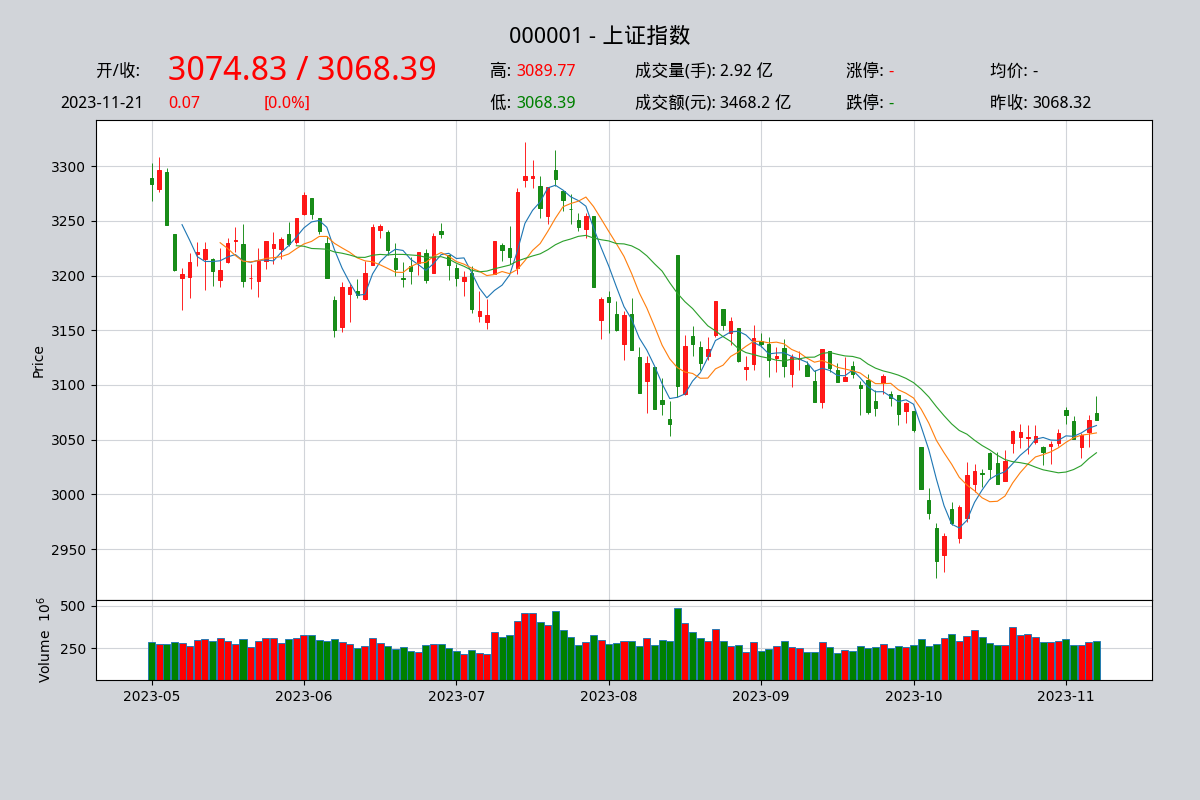 000001 - 上证指数
开/收: 3074.83 / 3068.39 高: 3089.77 成交量(手): 2.92 亿 涨停: - 均价: -
2023-11-21 0.07 [0.0%] 低: 3068.39 成交额(元): 3468.2 亿 跌停: - 昨收: 3068.32
3300
3250
3200
3150
3100
3050
3000
2950
Price
500
250
Volume 10^6
2023-05 2023-06 2023-07 2023-08 2023-09 2023-10 2023-11